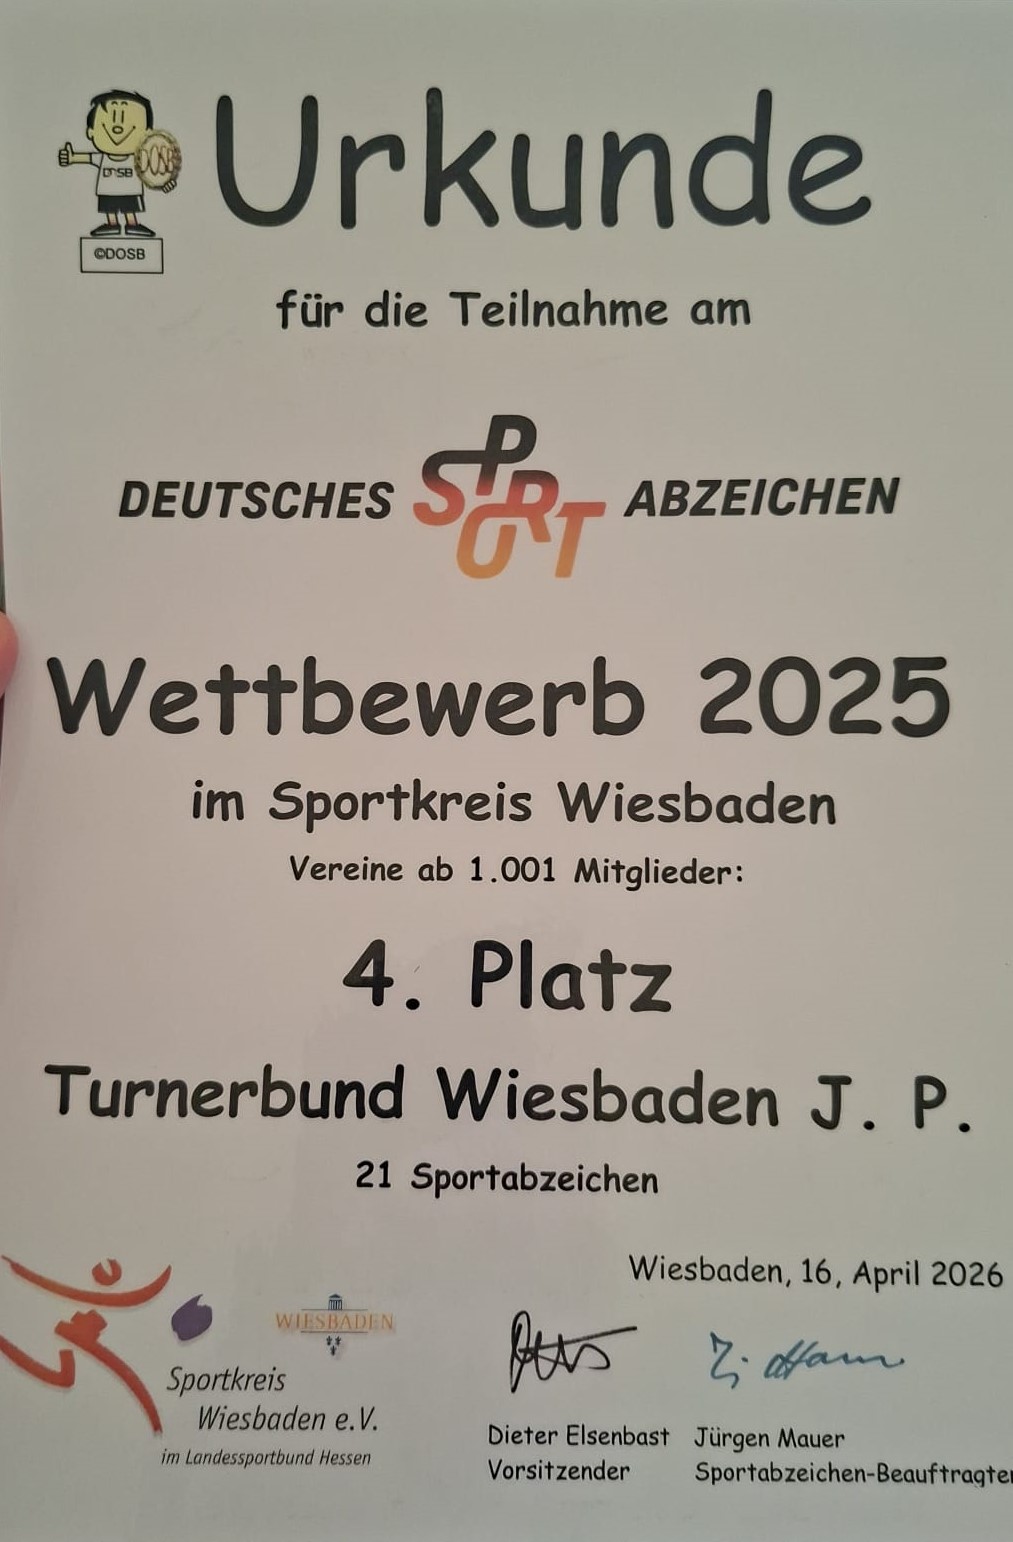 Urkunde
DOSB
DOSB
©DOSB
für die Teilnahme am
DEUTSCHES SPORT ABZEICHEN
Wettbewerb 2025
im Sportkreis Wiesbaden
Vereine ab 1.001 Mitglieder:
4. Platz
Turnerbund Wiesbaden J. P.
21 Sportabzeichen
Wiesbaden, 16, April 2026
WIESBADEN
Sportkreis
Wiesbaden e.V.
im Landessportbund Hessen
Dieter Elsenbast Jürgen Mauer
Vorsitzender Sportabzeichen-Beauftragter